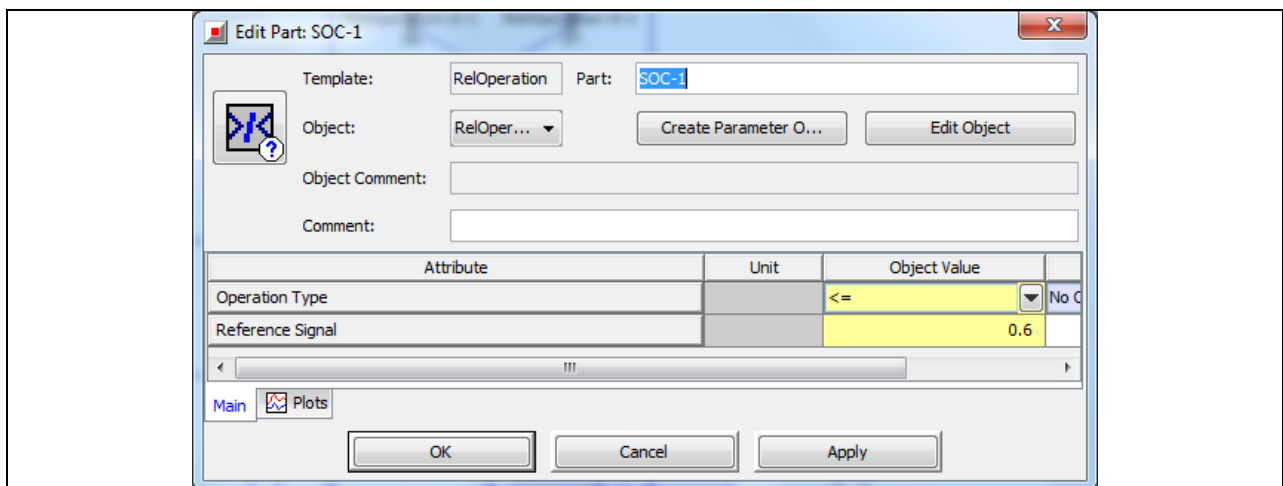 Edit Part: SOC-1
Template: RelOperation Part: SOC-1
Object: RelOper... Create Parameter O... Edit Object
Object Comment:
Comment:
Attribute Unit Object Value
Operation Type <= No C
Reference Signal 0.6
Main Plots
OK Cancel Apply